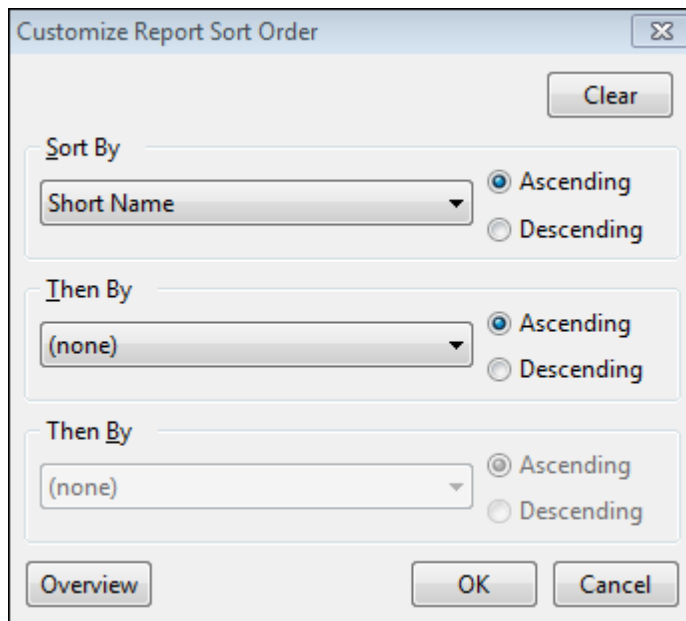 Customize Report Sort Order
Clear
Sort By
Short Name
Ascending
Descending
Then By
(none)
Ascending
Descending
Then By
(none)
Ascending
Descending
Overview
OK
Cancel